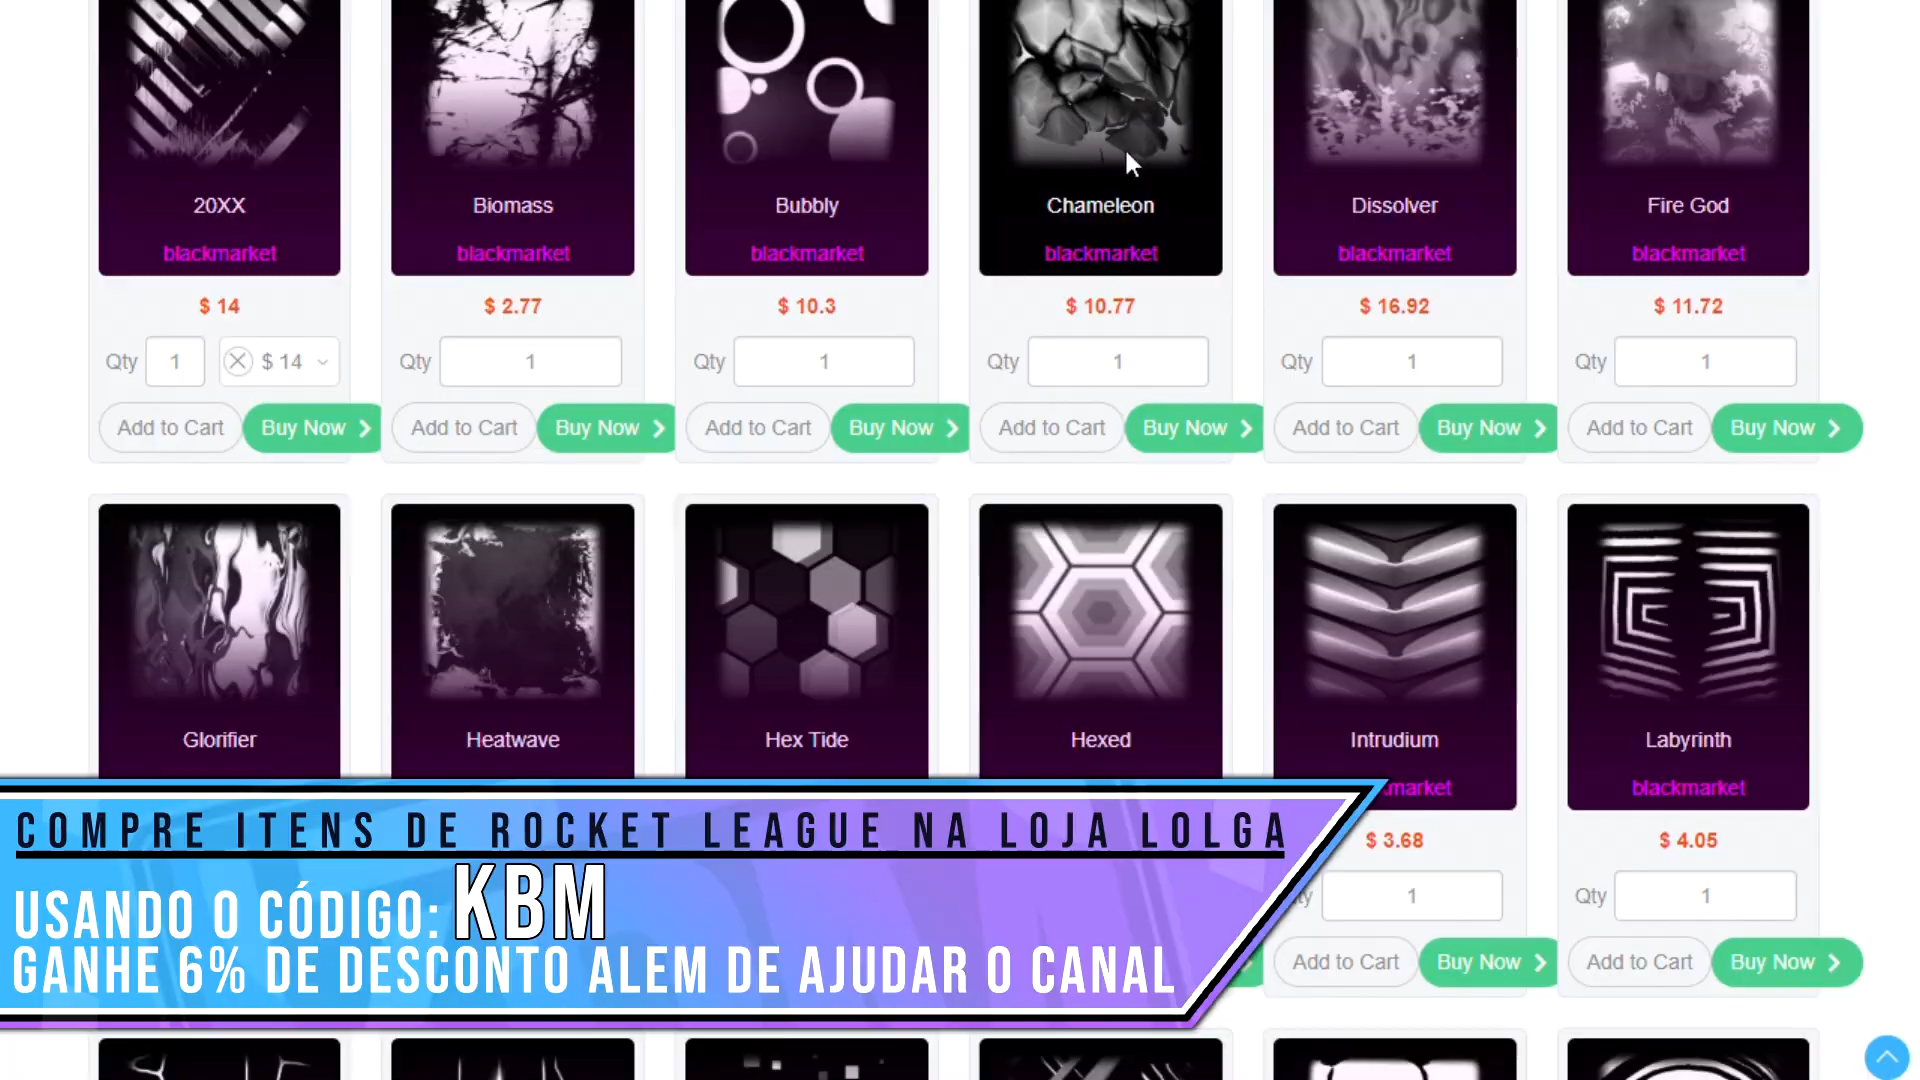 20XX Biomass Bubbly Chameleon Dissolver Fire God
blackmarket blackmarket blackmarket blackmarket blackmarket blackmarket
$ 14 $ 2.77 $ 10.3 $ 10.77 $ 16.92 $ 11.72
Qty 1 $ 14 Qty 1 Qty 1 Qty 1 Qty 1 Qty 1
Add to Cart Buy Now Add to Cart Buy Now Add to Cart Buy Now Add to Cart Buy Now Add to Cart Buy Now Add to Cart Buy Now
Glorifier Heatwave Hex Tide Hexed Intrudium Labyrinth
blackmarket
$ 3.68 $ 4.05
1 Qty 1
Add to Cart Buy Now Add to Cart Buy Now
COMPRE ITENS DE ROCKET LEAGUE NA LOJA LOLGA
USANDO O CÓDIGO: KBM
GANHE 6% DE DESCONTO ALEM DE AJUDAR O CANAL